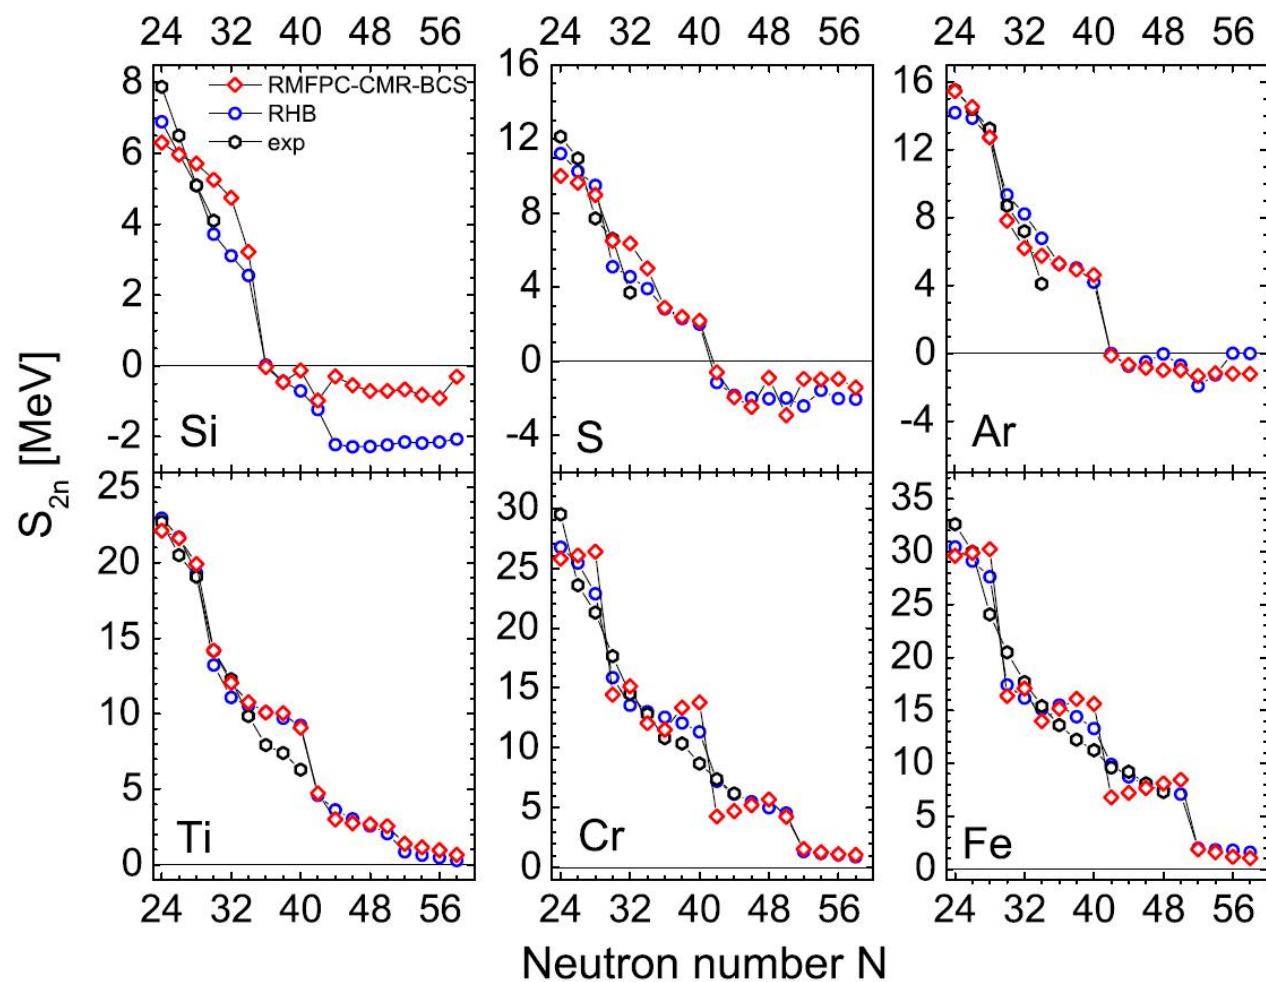 24 32 40 48 56 24 32 40 48 56 24 32 40 48 56
8 6 4 2 0 -2
RMFPC-CMR-BCS
RHB
exp
Si
16 12 8 4 0 -4
S
16 12 8 4 0 -4
Ar
S2n [MeV]
25 20 15 10 5 0
Ti
30 25 20 15 10 5 0
Cr
35 30 25 20 15 10 5 0
Fe
24 32 40 48 56 24 32 40 48 56 24 32 40 48 56
Neutron number N